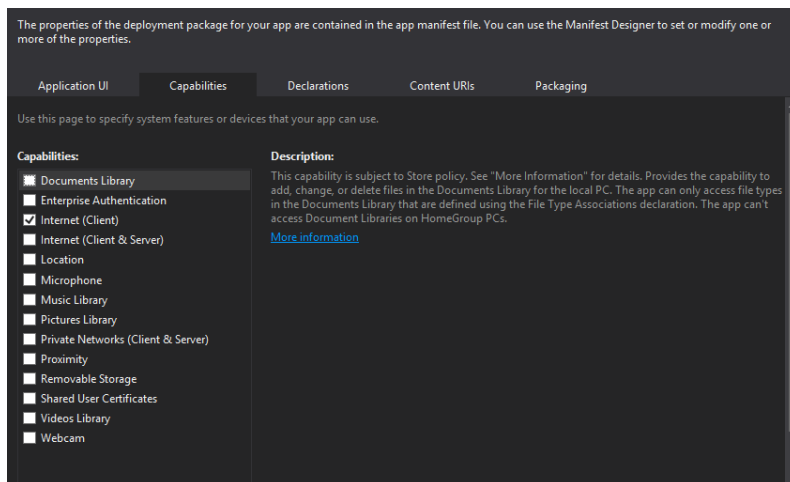 The properties of the deployment package for your app are contained in the app manifest file. You can use the Manifest Designer to set or modify one or
more of the properties.
Application UI
Capabilities
Declarations
Content URIs
Packaging
Use this page to specify system features or devices that your app can use.
Capabilities:
Documents Library
Enterprise Authentication
Internet (Client)
Internet (Client & Server)
Location
Microphone
Music Library
Pictures Library
Private Networks (Client & Server)
Proximity
Removable Storage
Shared User Certificates
Videos Library
Webcam
Description:
This capability is subject to Store policy. See "More Information" for details. Provides the capability to
add, change, or delete files in the Documents Library for the local PC. The app can only access file types
in the Documents Library that are defined using the File Type Associations declaration. The app can't
access Document Libraries on HomeGroup PCs.
More information